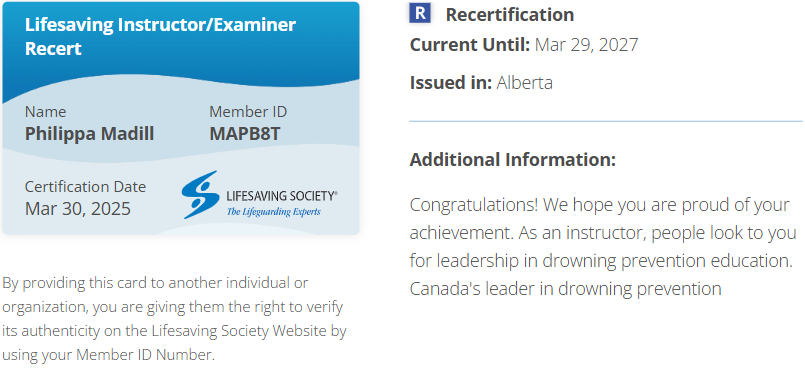 Lifesaving Instructor/Examiner
Recert
Name
Philippa Madill
Member ID
MAPB8T
Certification Date
Mar 30, 2025
LIFESAVING SOCIETY®
The Lifeguarding Experts
By providing this card to another individual or
organization, you are giving them the right to verify
its authenticity on the Lifesaving Society Website by
using your Member ID Number.
R Recertification
Current Until: Mar 29, 2027
Issued in: Alberta
Additional Information:
Congratulations! We hope you are proud of your
achievement. As an instructor, people look to you
for leadership in drowning prevention education.
Canada's leader in drowning prevention